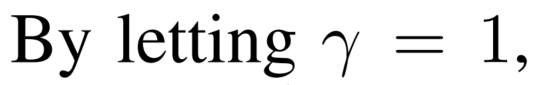 By letting γ = 1,